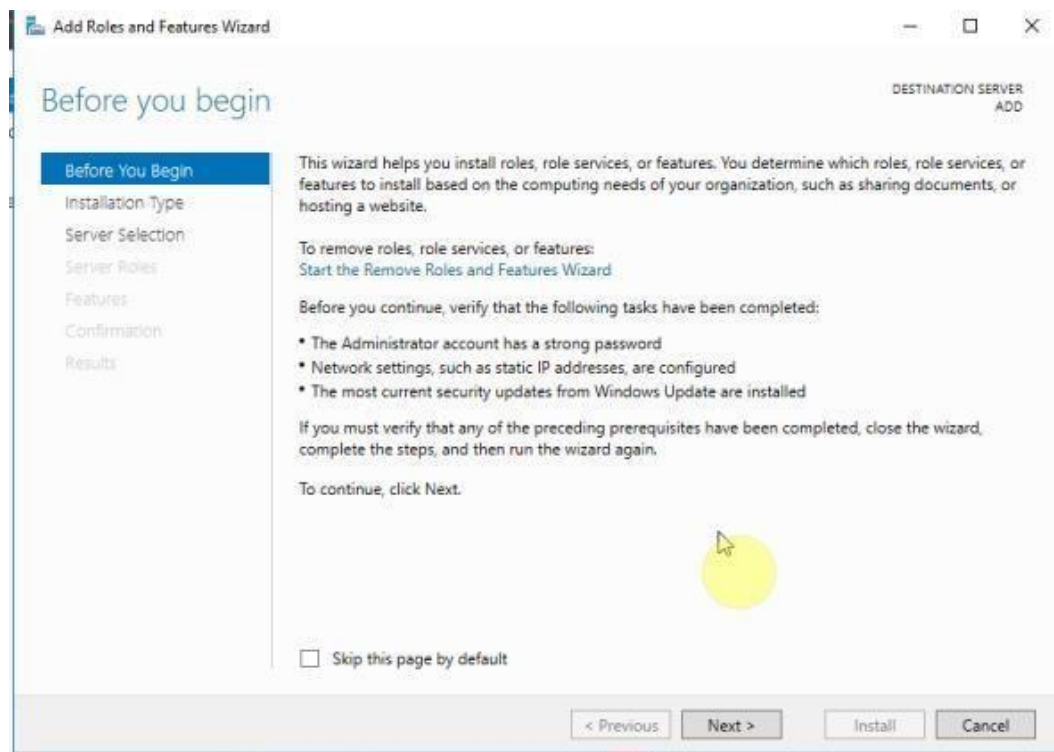 Add Roles and Features Wizard
Before you begin
DESTINATION SERVER
ADD
Before You Begin
Installation Type
Server Selection
Server Roles
Features
Confirmation
Results
This wizard helps you install roles, role services, or features. You determine which roles, role services, or
features to install based on the computing needs of your organization, such as sharing documents, or
hosting a website.
To remove roles, role services, or features:
Start the Remove Roles and Features Wizard
Before you continue, verify that the following tasks have been completed:
• The Administrator account has a strong password
• Network settings, such as static IP addresses, are configured
• The most current security updates from Windows Update are installed
If you must verify that any of the preceding prerequisites have been completed, close the wizard,
complete the steps, and then run the wizard again.
To continue, click Next.
Skip this page by default
< Previous
Next >
Install
Cancel